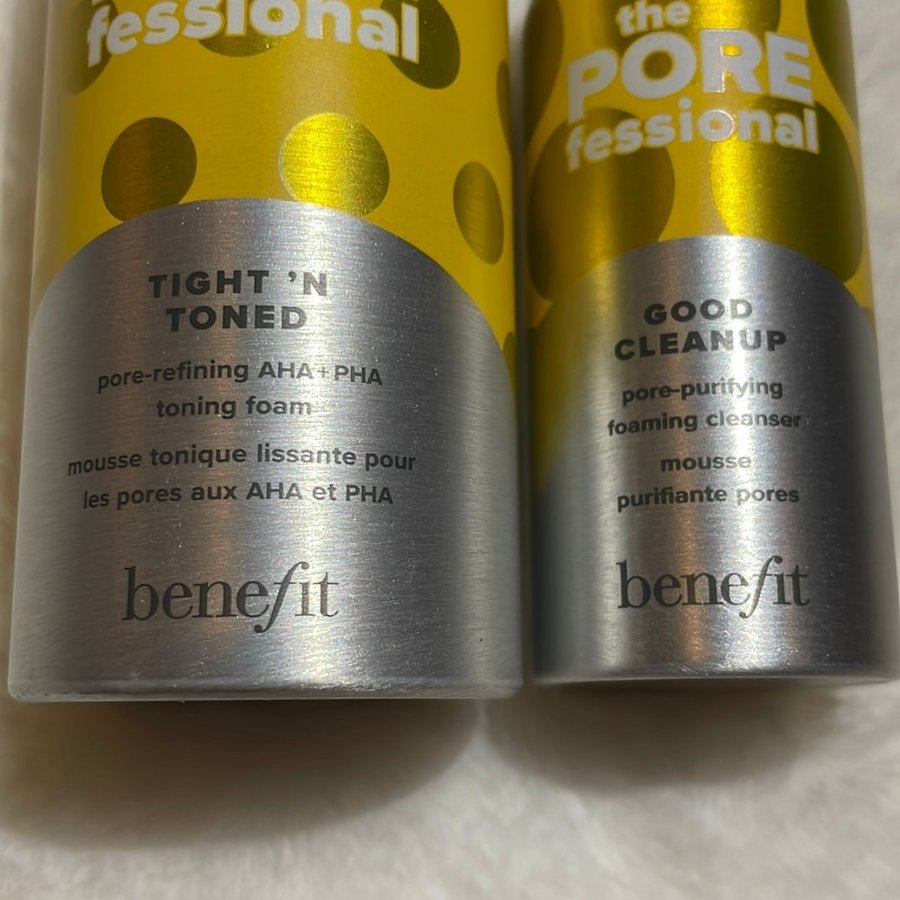 fessional
TIGHT 'N
TONED
pore-refining AHA+PHA
toning foam
mousse tonique lissante pour
les pores aux AHA et PHA
benefit
the
PORE
fessional
GOOD
CLEANUP
pore-purifying
foaming cleanser
mousse
purifiante pores
benefit